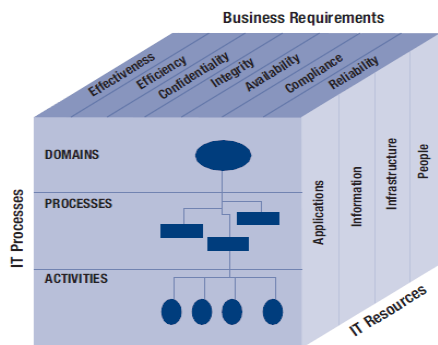 Business Requirements
Effectiveness
Efficiency
Confidentiality
Integrity
Availability
Compliance
Reliability
IT Processes
DOMAINS
PROCESSES
ACTIVITIES
Applications
Information
Infrastructure
People
IT Resources